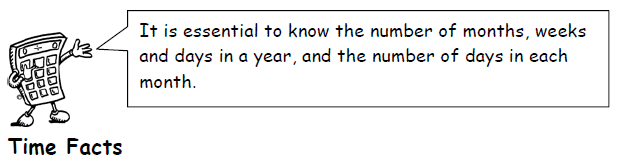 It is essential to know the number of months, weeks
and days in a year, and the number of days in each
month.
Time Facts